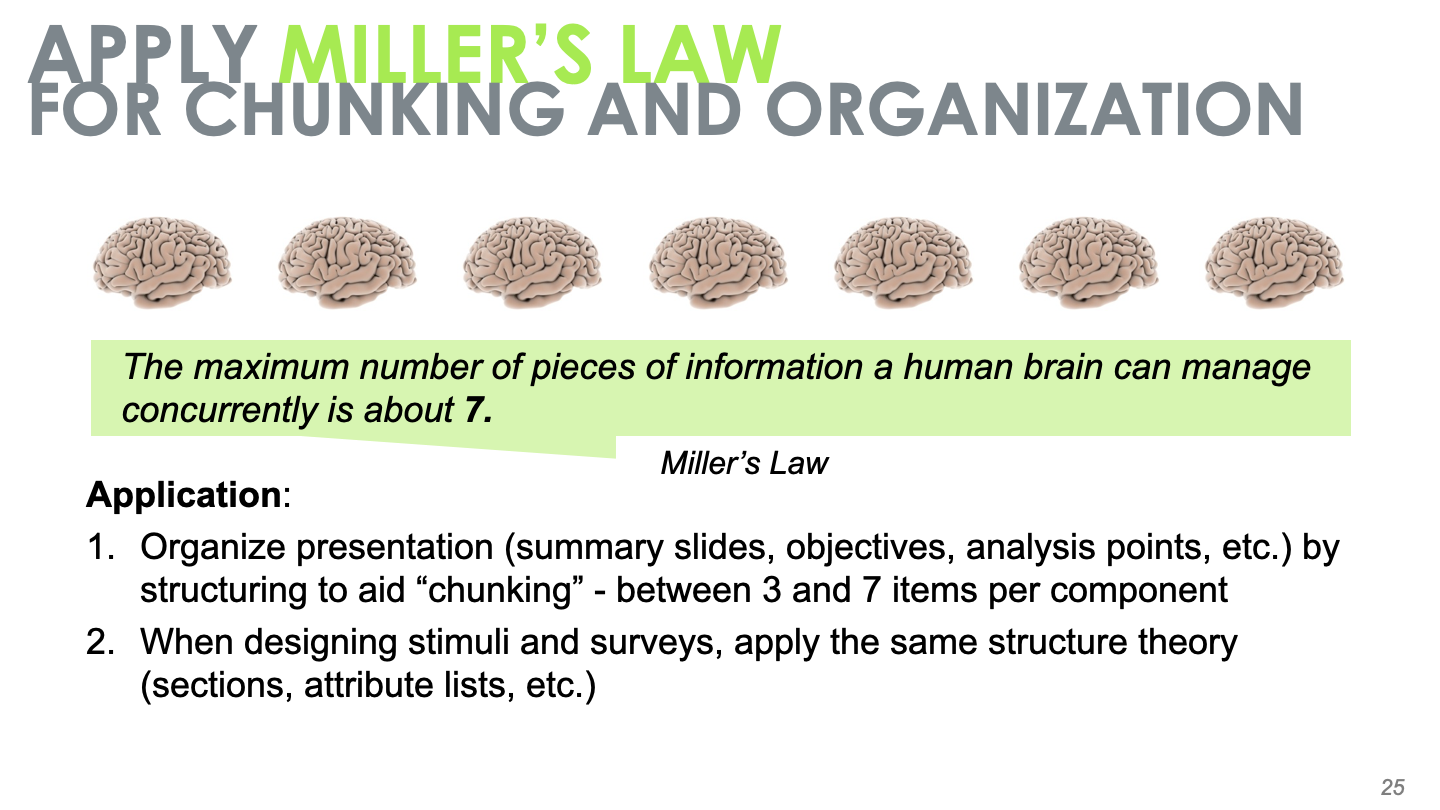 APPLY MILLER’S LAW
FOR CHUNKING AND ORGANIZATION
The maximum number of pieces of information a human brain can manage
concurrently is about 7.
Miller’s Law
Application:
1. Organize presentation (summary slides, objectives, analysis points, etc.) by
structuring to aid “chunking” - between 3 and 7 items per component
2. When designing stimuli and surveys, apply the same structure theory
(sections, attribute lists, etc.)
25